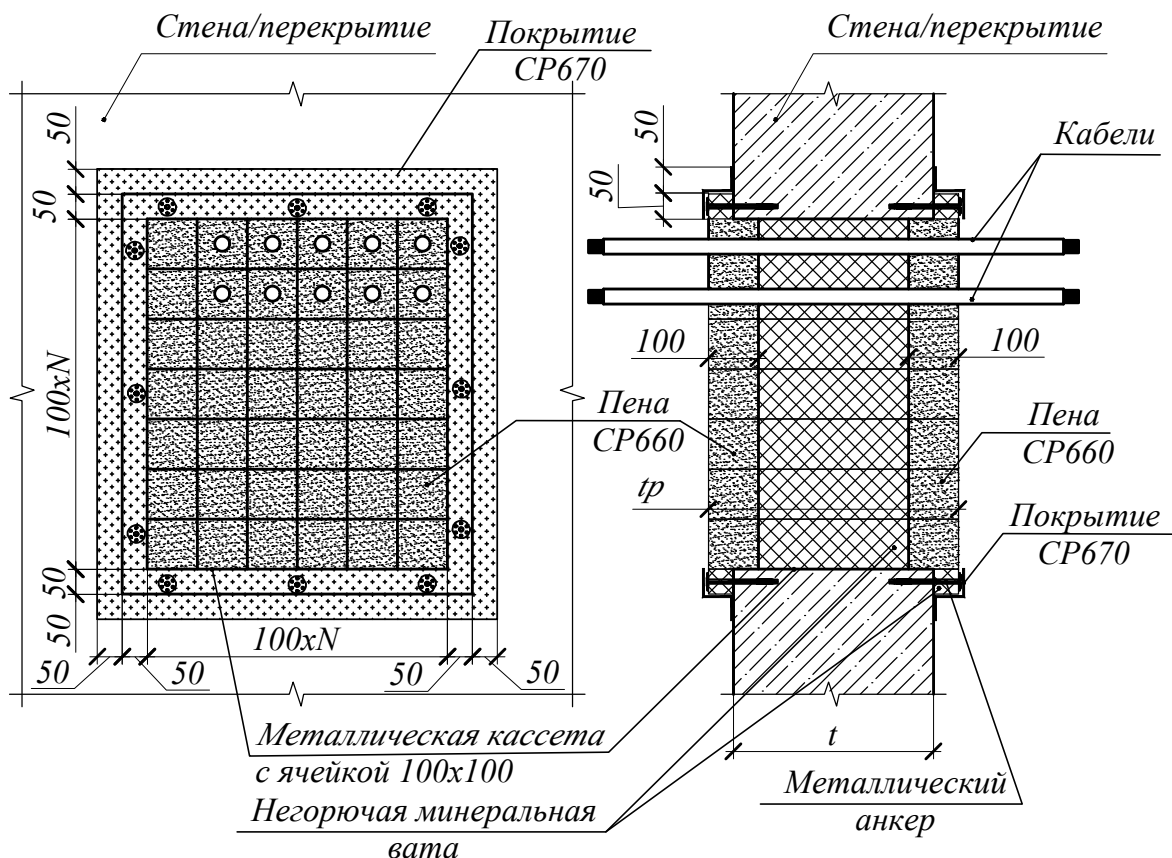 Стена/перекрытие
Покрытие
СР670
50
50
100xN
50
50
100xN
50
50
50
50
Стена/перекрытие
Кабели
50
50
100
100
Пена
СР660
Пена
СР660
tp
Покрытие
СР670
t
Металлическая кассета
с ячейкой 100х100
Негорючая минеральная
вата
Металлический
анкер